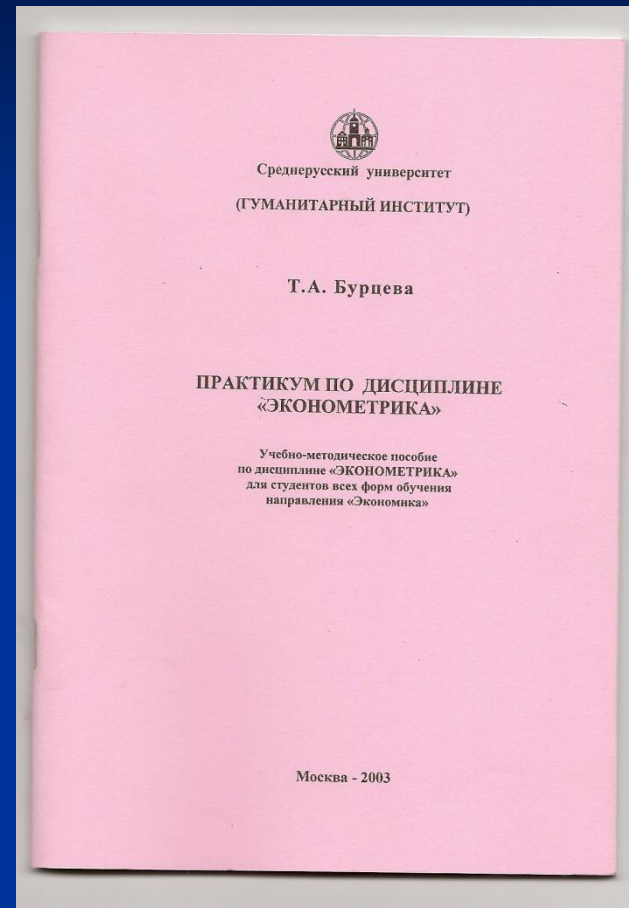 Среднерусский университет
(ГУМАНИТАРНЫЙ ИНСТИТУТ)
Т.А. Бурцева
ПРАКТИКУМ ПО ДИСЦИПЛИНЕ
«ЭКОНОМЕТРИКА»
Учебно-методическое пособие
по дисциплине «ЭКОНОМЕТРИКА»
для студентов всех форм обучения
направления «Экономика»
Москва - 2003